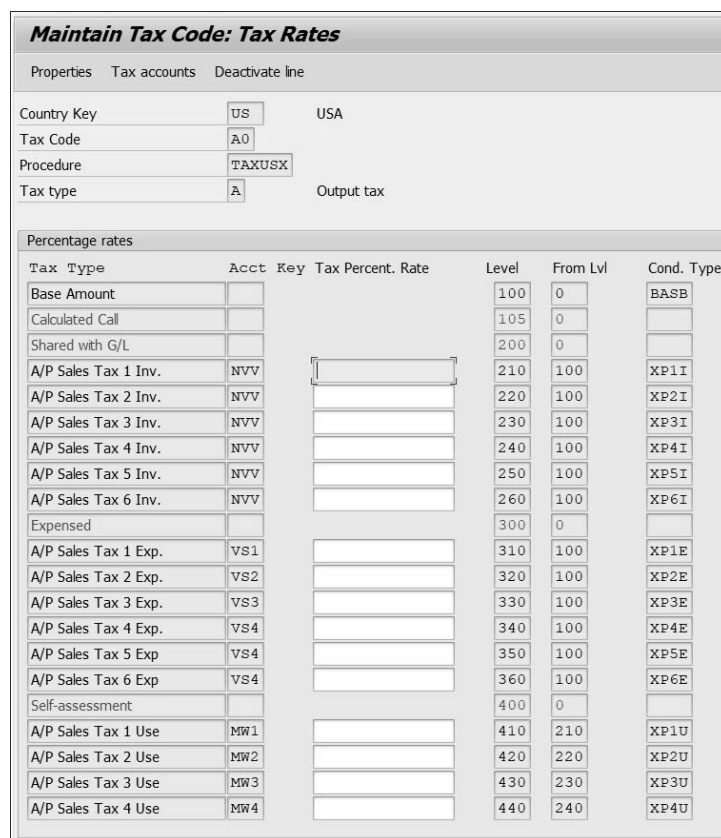 Maintain Tax Code: Tax Rates
Properties Tax accounts Deactivate line
Country Key US USA
Tax Code A0
Procedure TAXUSX
Tax type A Output tax
Percentage rates
Tax Type Acct Key Tax Percent. Rate Level From Lvl Cond. Type
Base Amount 100 0 BASB
Calculated Call 105 0
Shared with G/L 200 0
A/P Sales Tax 1 Inv. NVV 210 100 XP1I
A/P Sales Tax 2 Inv. NVV 220 100 XP2I
A/P Sales Tax 3 Inv. NVV 230 100 XP3I
A/P Sales Tax 4 Inv. NVV 240 100 XP4I
A/P Sales Tax 5 Inv. NVV 250 100 XP5I
A/P Sales Tax 6 Inv. NVV 260 100 XP6I
Expensed 300 0
A/P Sales Tax 1 Exp. VS1 310 100 XP1E
A/P Sales Tax 2 Exp. VS2 320 100 XP2E
A/P Sales Tax 3 Exp. VS3 330 100 XP3E
A/P Sales Tax 4 Exp. VS4 340 100 XP4E
A/P Sales Tax 5 Exp VS4 350 100 XP5E
A/P Sales Tax 6 Exp VS4 360 100 XP6E
Self-assessment 400 0
A/P Sales Tax 1 Use MW1 410 210 XP1U
A/P Sales Tax 2 Use MW2 420 220 XP2U
A/P Sales Tax 3 Use MW3 430 230 XP3U
A/P Sales Tax 4 Use MW4 440 240 XP4U